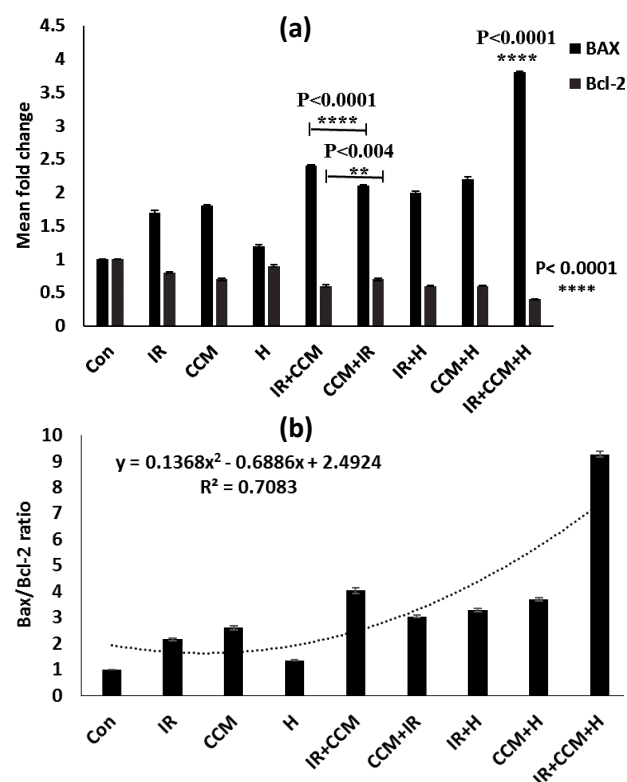 (a)
P<0.0001
****
BAX
Bcl-2
P<0.0001
****
P<0.004
**
P< 0.0001
****
Mean fold change
4.5
4
3.5
3
2.5
2
1.5
1
0.5
0
Con
IR
CCM
H
IR+CCM
CCM+IR
IR+H
CCM+H
IR+CCM+H
(b)
y = 0.1368x² - 0.6886x + 2.4924
R² = 0.7083
Bax/Bcl-2 ratio
10
9
8
7
6
5
4
3
2
1
0
Con
IR
CCM
H
IR+CCM
CCM+IR
IR+H
CCM+H
IR+CCM+H